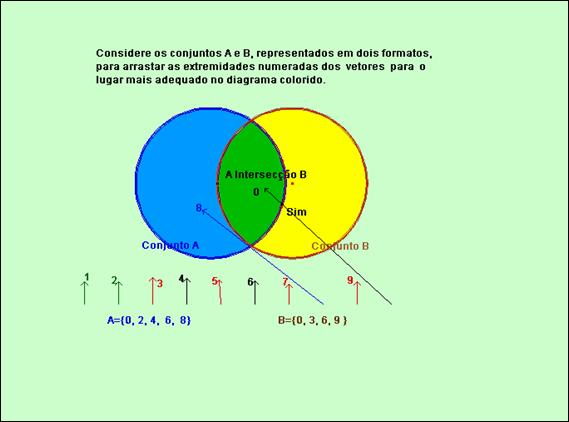 Considere os conjuntos A e B, representados em dois formatos,
para arrastar as extremidades numeradas dos vetores para o
lugar mais adequado no diagrama colorido.
A Intersecção B
0
8
Sim
Conjunto A
Conjunto B
1 2 3 4 5 6 7 9
A={0, 2, 4, 6, 8}
B={0, 3, 6, 9 }